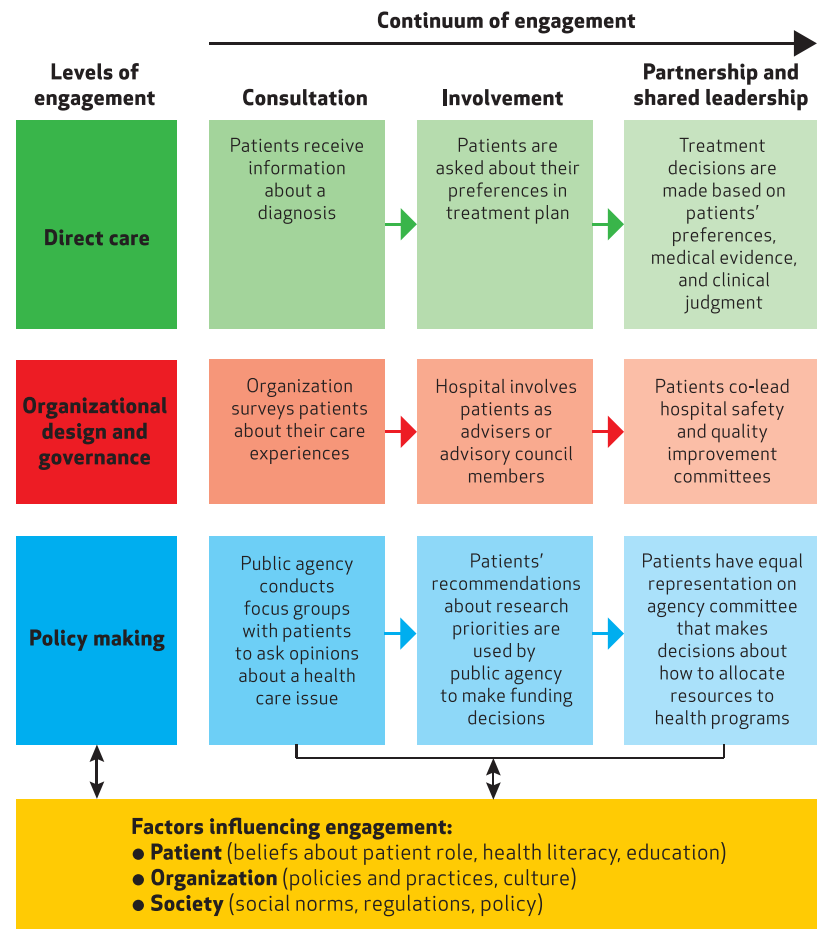 Continuum of engagement
Levels of
engagement
Consultation
Involvement
Partnership and
shared leadership
Direct care
Patients receive
information
about a
diagnosis
Patients are
asked about their
preferences in
treatment plan
Treatment
decisions are
made based on
patients’
preferences,
medical evidence,
and clinical
judgment
Organizational
design and
governance
Organization
surveys patients
about their care
experiences
Hospital involves
patients as
advisers or
advisory council
members
Patients co-lead
hospital safety
and quality
improvement
committees
Policy making
Public agency
conducts
focus groups
with patients
to ask opinions
about a health
care issue
Patients’
recommendations
about research
priorities are
used by
public agency
to make funding
decisions
Patients have equal
representation on
agency committee
that makes
decisions about
how to allocate
resources to
health programs
Factors influencing engagement:
● Patient (beliefs about patient role, health literacy, education)
● Organization (policies and practices, culture)
● Society (social norms, regulations, policy)